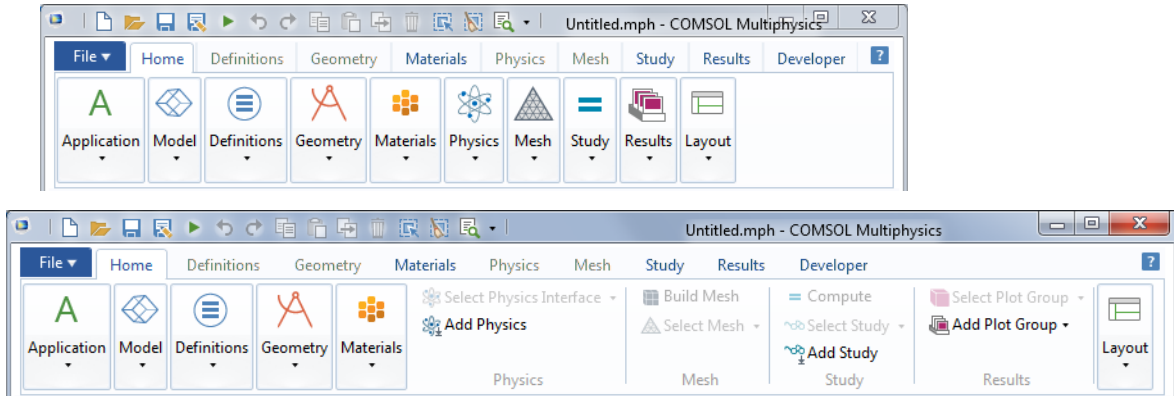 Untitled.mph - COMSOL Multiphysics
File Home Definitions Geometry Materials Physics Mesh Study Results Developer ?
A
Application Model Definitions Geometry Materials Physics Mesh Study Results Layout
Untitled.mph - COMSOL Multiphysics
File Home Definitions Geometry Materials Physics Mesh Study Results Developer ?
Select Physics Interface Build Mesh = Compute Select Plot Group
A Add Physics Select Mesh Select Study Add Plot Group
Application Model Definitions Geometry Materials Add Study Layout
Physics Mesh Study Results